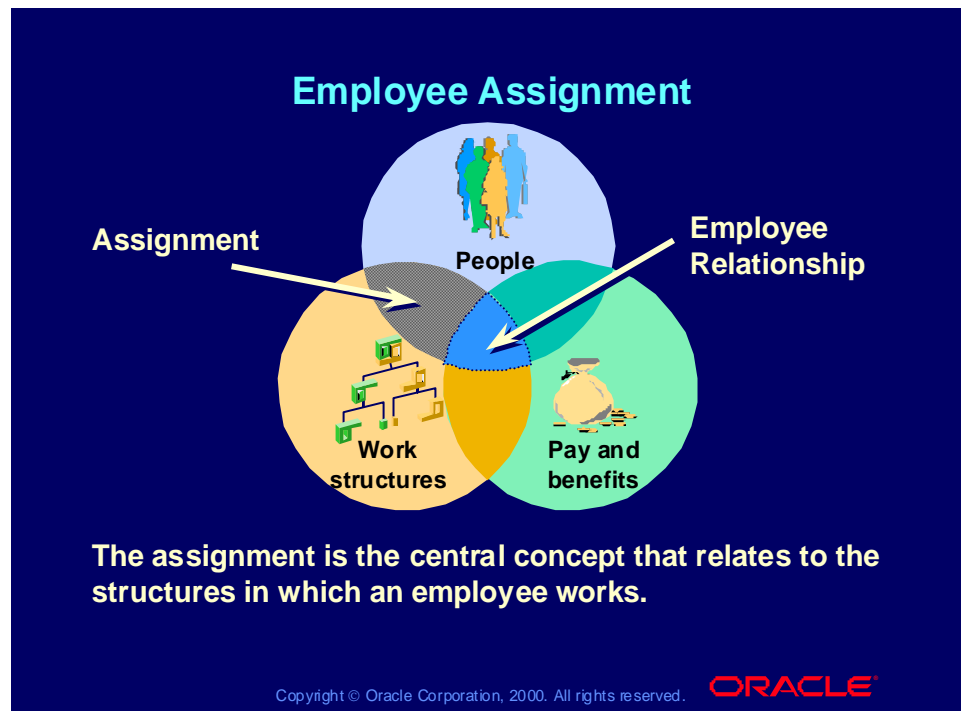 Employee Assignment
Assignment
Employee
Relationship
People
Work
structures
Pay and
benefits
The assignment is the central concept that relates to the
structures in which an employee works.
Copyright © Oracle Corporation, 2000. All rights reserved.
ORACLE®